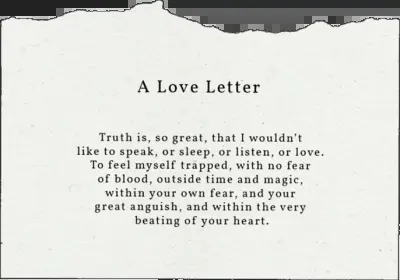 A Love Letter
Truth is, so great, that I wouldn't
like to speak, or sleep, or listen, or love.
To feel myself trapped, with no fear
of blood, outside time and magic,
within your own fear, and your
great anguish, and within the very
beating of your heart.